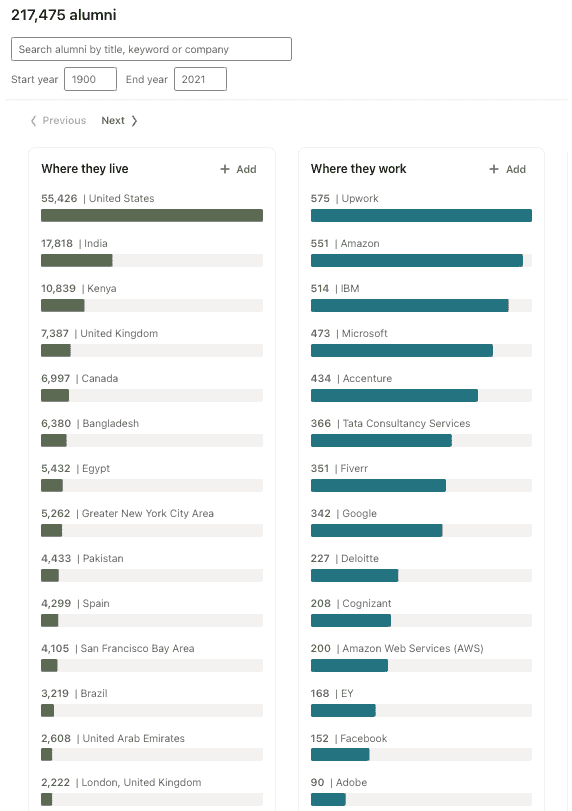 217,475 alumni
Search alumni by title, keyword or company
Start year 1900 End year 2021
Previous Next
Where they live + Add
55,426 | United States
17,818 | India
10,839 | Kenya
7,387 | United Kingdom
6,997 | Canada
6,380 | Bangladesh
5,432 | Egypt
5,262 | Greater New York City Area
4,433 | Pakistan
4,299 | Spain
4,105 | San Francisco Bay Area
3,219 | Brazil
2,608 | United Arab Emirates
2,222 | London, United Kingdom
Where they work + Add
575 | Upwork
551 | Amazon
514 | IBM
473 | Microsoft
434 | Accenture
366 | Tata Consultancy Services
351 | Fiverr
342 | Google
227 | Deloitte
208 | Cognizant
200 | Amazon Web Services (AWS)
168 | EY
152 | Facebook
90 | Adobe